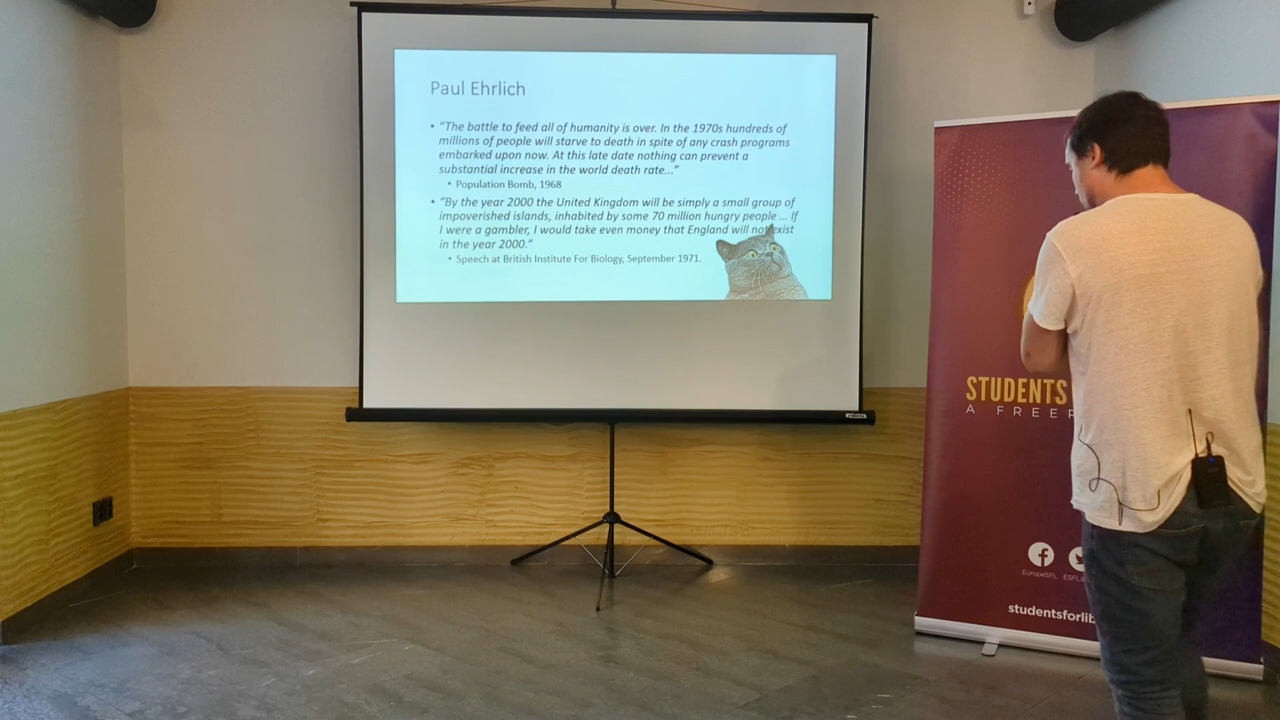 Paul Ehrlich
• “The battle to feed all of humanity is over. In the 1970s hundreds of
millions of people will starve to death in spite of any crash programs
embarked upon now. At this late date nothing can prevent a
substantial increase in the world death rate...”
• Population Bomb, 1968
• “By the year 2000 the United Kingdom will be simply a small group of
impoverished islands, inhabited by some 70 million hungry people ... If
I were a gambler, I would take even money that England will not exist
in the year 2000.”
• Speech at British Institute For Biology, September 1971.
STUDENTS
A FREER
EuropeSFL ESFL
studentsforlib